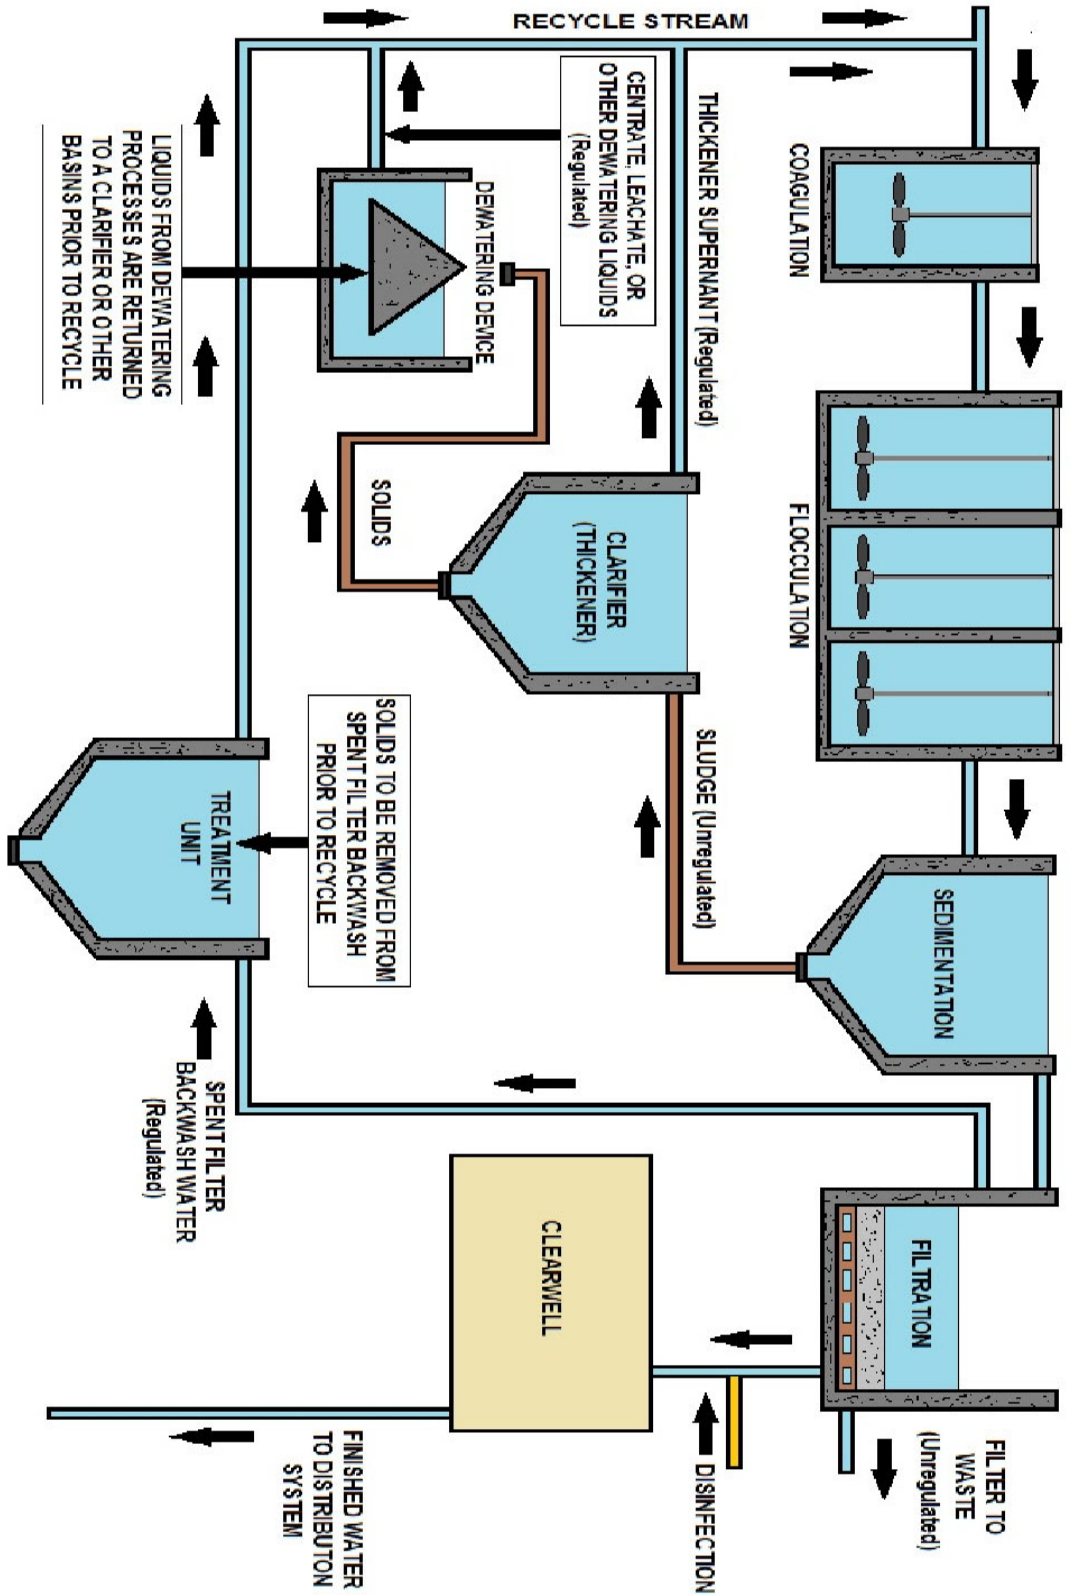 RECYCLE STREAM
COAGULATION
FLOCCULATION
SEDIMENTATION
FILTRATION
FILTER TO
WASTE
(Unregulated)
THICKENER SUPERNANT (Regulated)
SLUDGE (Unregulated)
DISINFECTION
CENTRATE, LEACHATE, OR
OTHER DEWATERING LIQUIDS
(Regulated)
DEWATERING DEVICE
CLARIFIER
(THICKENER)
SOLIDS
CLEARWELL
SOLIDS TO BE REMOVED FROM
SPENT FILTER BACKWASH
PRIOR TO RECYCLE
FINISHED WATER
TO DISTRIBUTON
SYSTEM
LIQUIDS FROM DEWATERING
PROCESSES ARE RETURNED
TO A CLARIFIER OR OTHER
BASINS PRIOR TO RECYCLE
TREATMENT
UNIT
SPENT FILTER
BACKWASH WATER
(Regulated)